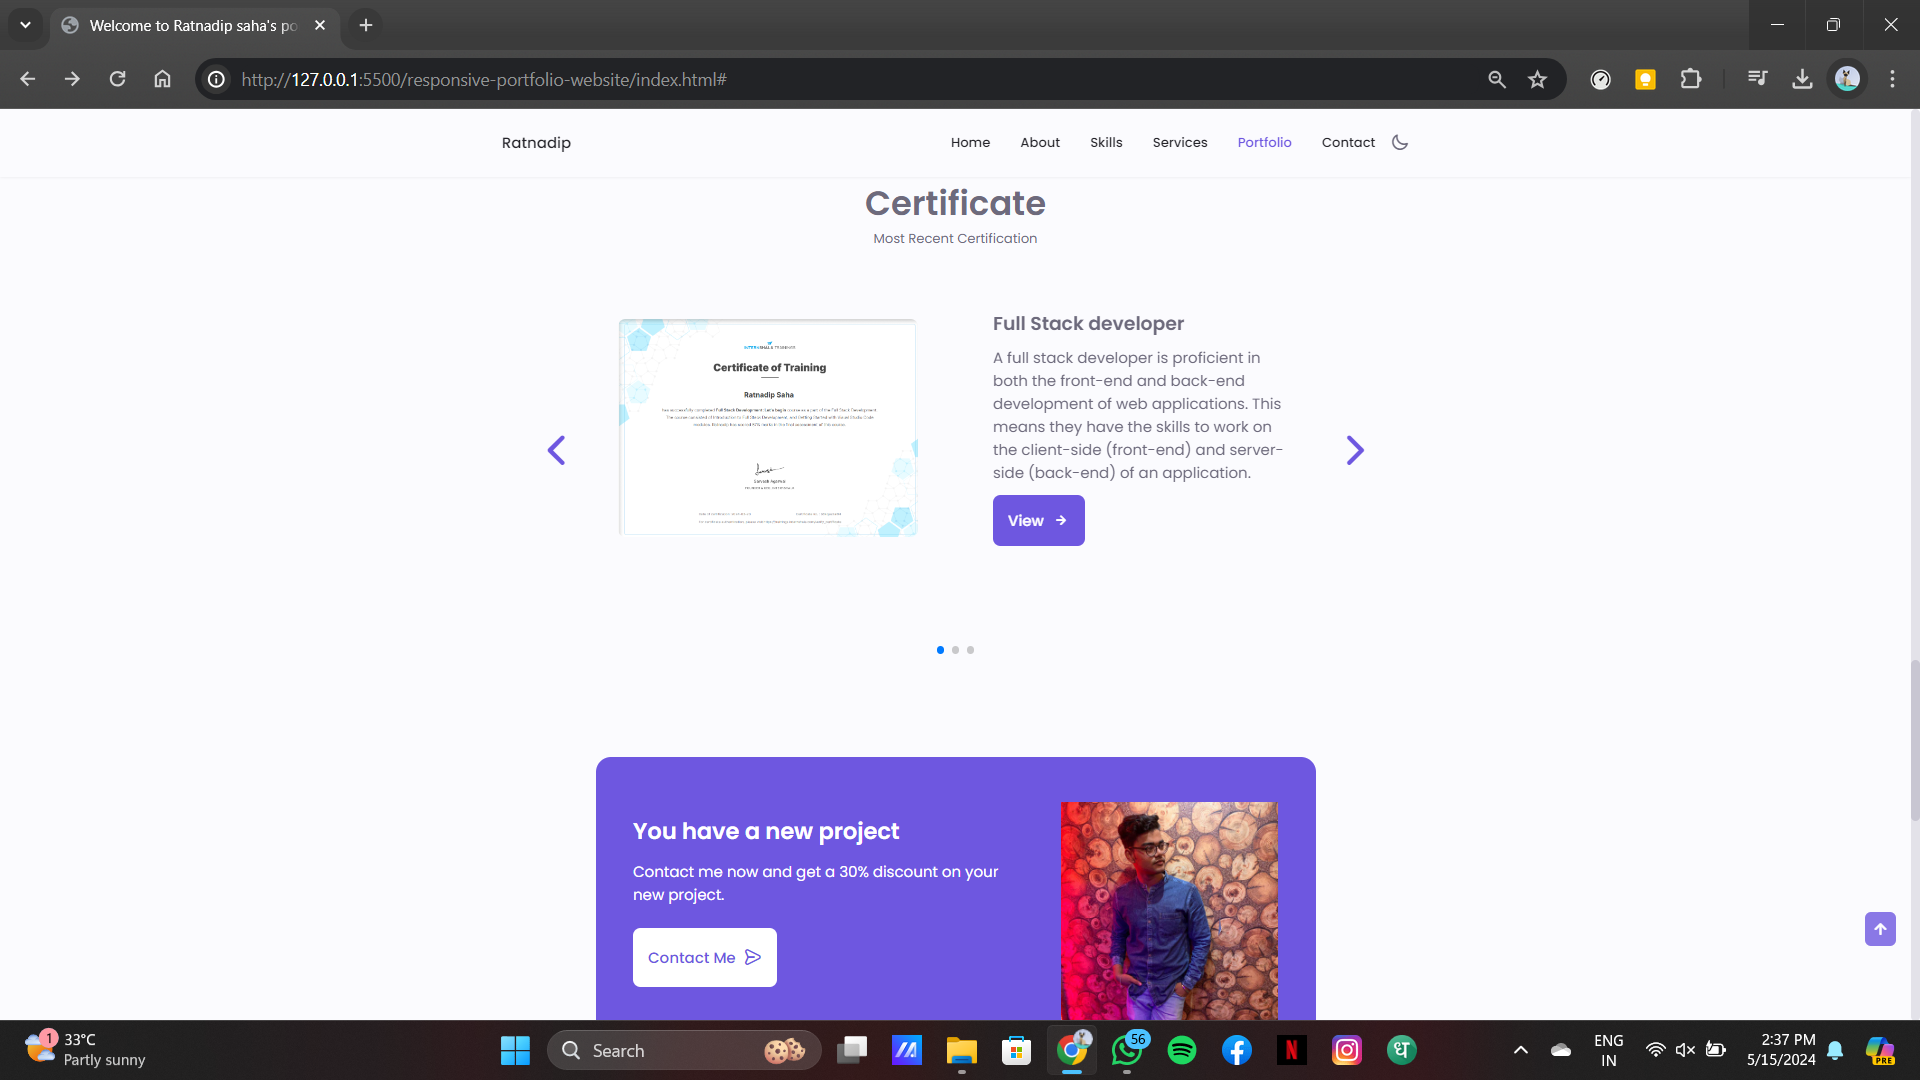 Welcome to Ratnadip saha's po
http://127.0.0.1:5500/responsive-portfolio-website/index.html#
Ratnadip
Home
About
Skills
Services
Portfolio
Contact
Certificate
Most Recent Certification
INTERNSHALA TRAININGS
Certificate of Training
Ratnadip Saha
Sarvesh Agarwal
Full Stack developer
A full stack developer is proficient in
both the front-end and back-end
development of web applications. This
means they have the skills to work on
the client-side (front-end) and server-
side (back-end) of an application.
View
You have a new project
Contact me now and get a 30% discount on your
new project.
Contact Me
1
33°C
Partly sunny
Search
56
N
ENG
IN
2:37 PM
5/15/2024
PRE